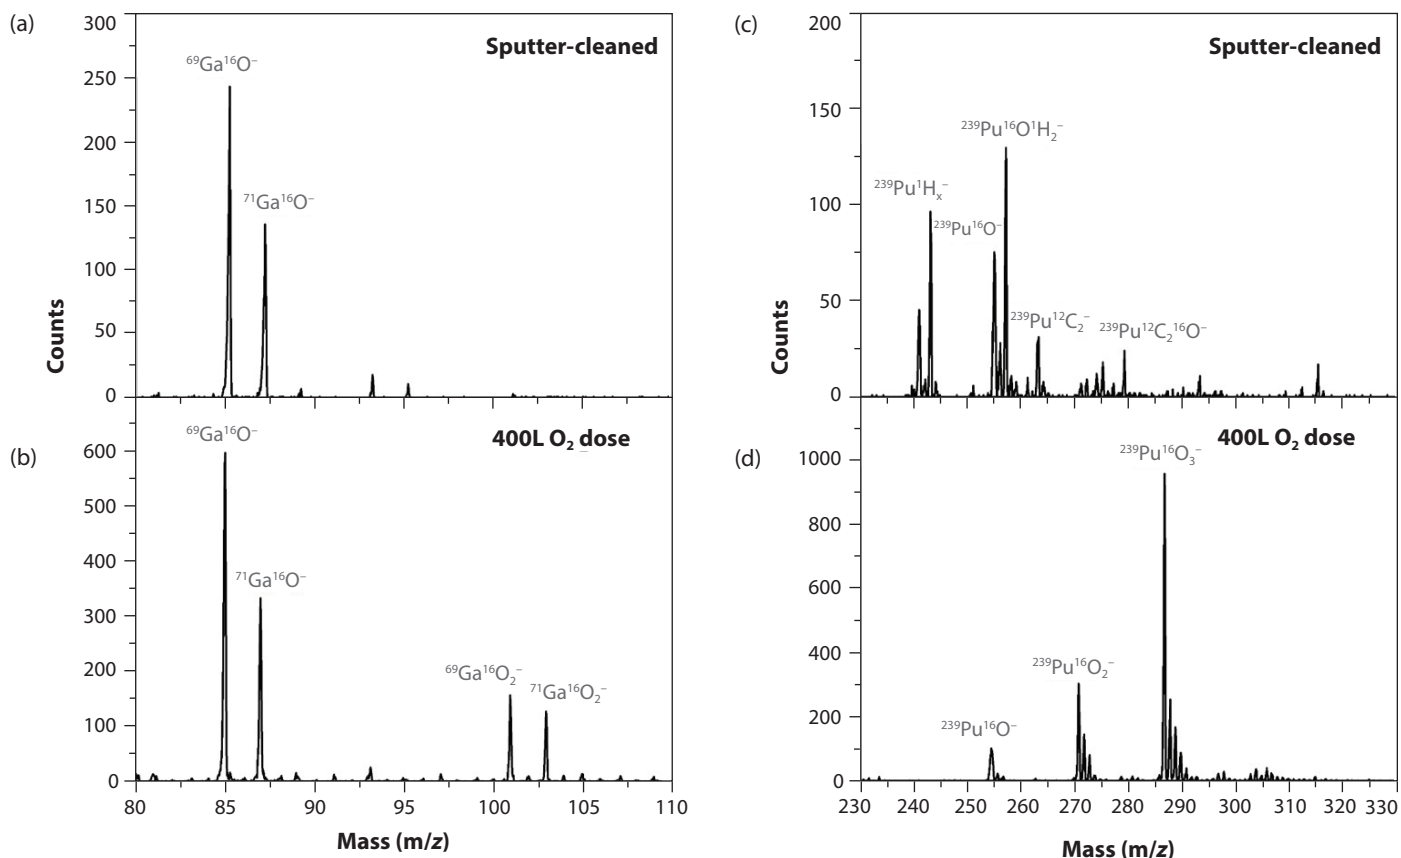 (a)
Sputter-cleaned
300
250
200
150
100
50
0
⁶⁹Ga¹⁶O⁻
⁷¹Ga¹⁶O⁻
(b)
400L O₂ dose
600
500
400
300
200
100
0
⁶⁹Ga¹⁶O⁻
⁷¹Ga¹⁶O⁻
⁶⁹Ga¹⁶O₂⁻
⁷¹Ga¹⁶O₂⁻
Counts
80 85 90 95 100 105 110
Mass (m/z)
(c)
Sputter-cleaned
200
150
100
50
0
²³⁹Pu¹⁶O¹H₂⁻
²³⁹Pu¹Hₓ⁻
²³⁹Pu¹⁶O⁻
²³⁹Pu¹²C₂⁻
²³⁹Pu¹²C₂¹⁶O⁻
(d)
400L O₂ dose
1000
800
600
400
200
0
²³⁹Pu¹⁶O₃⁻
²³⁹Pu¹⁶O₂⁻
²³⁹Pu¹⁶O⁻
Counts
230 240 250 260 270 280 290 300 310 320 330
Mass (m/z)